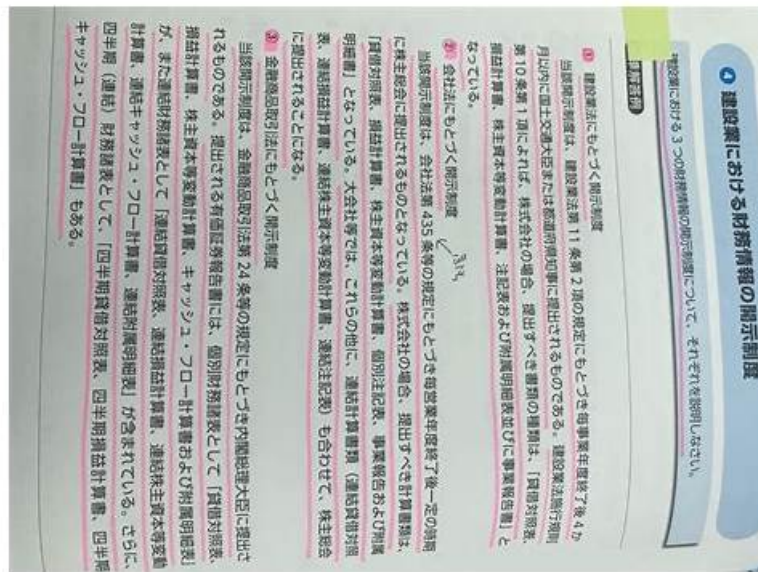 ④ 建設業における財務情報の開示制度
建設業における3つの財務情報の開示制度について、それぞれを説明しなさい。
① 建設業法にもとづく開示制度
当該開示制度は、建設業法第11条第2項の規定にもとづき毎事業年度終了後4か
月以内に国土交通大臣または都道府県知事に提出されるものである。建設業法施行規則
第10条第1項によれば、株式会社の場合、提出すべき書類の種類は、「貸借対照表、
損益計算書、株主資本等変動計算書、注記表および附属明細表並びに事業報告書」と
なっている。
② 会社法にもとづく開示制度
当該開示制度は、会社法第435条等の規定にもとづき毎営業年度終了後一定の時期
に株主総会に提出されるものとなっている。株式会社の場合、提出すべき計算書類は、
「貸借対照表、損益計算書、株主資本等変動計算書、個別注記表、事業報告および附属
明細書」となっている。大会社等では、これらの他に、連結計算書類（連結貸借対照
表、連結損益計算書、連結株主資本等変動計算書、連結注記表）も合わせて、株主総会
に提出されることになる。
③ 金融商品取引法にもとづく開示制度
当該開示制度は、金融商品取引法第24条等の規定にもとづき内閣総理大臣に提出さ
れるものである。提出される有価証券報告書には、個別財務諸表として「貸借対照表、
損益計算書、株主資本等変動計算書、キャッシュ・フロー計算書および附属明細表」
が、また連結財務諸表として「連結貸借対照表、連結損益計算書、連結株主資本等変動
計算書、連結キャッシュ・フロー計算書、連結附属明細表」が含まれている。さらに、
四半期（連結）財務諸表として、「四半期貸借対照表、四半期損益計算書、四半期
キャッシュ・フロー計算書」もある。